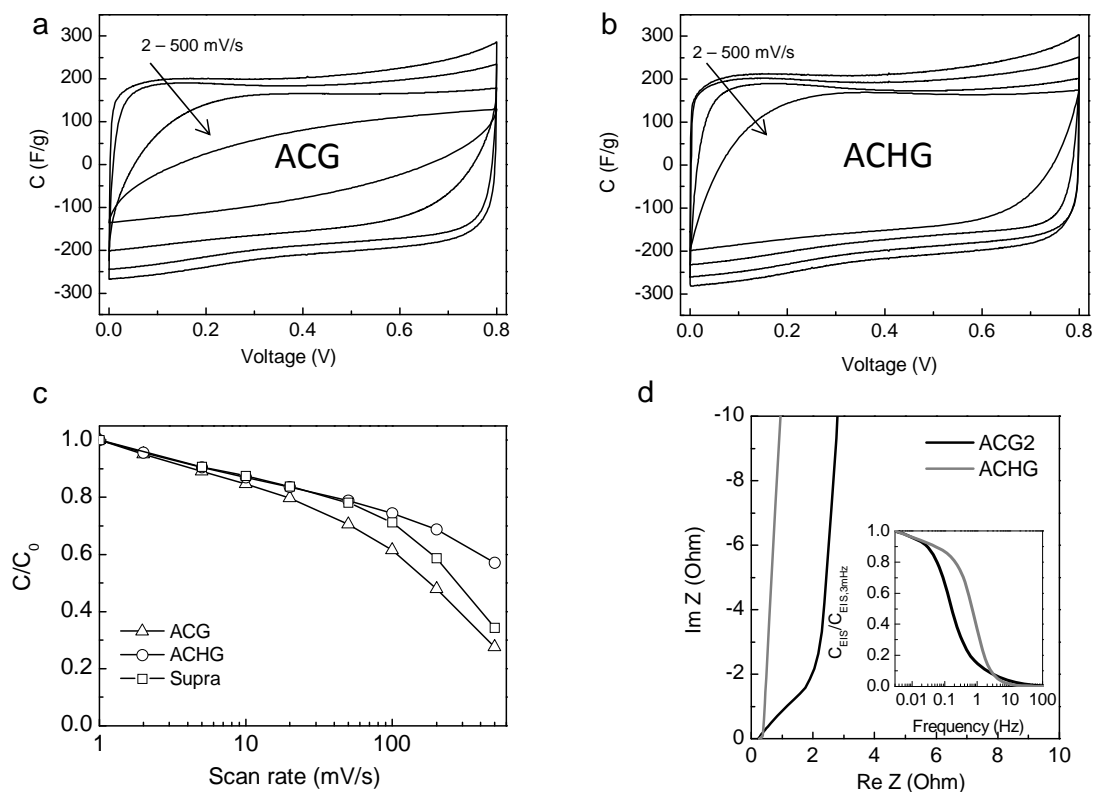 a
300
200
100
0
-100
-200
-300
C (F/g)
2 – 500 mV/s
ACG
0.0 0.2 0.4 0.6 0.8
Voltage (V)
b
300
200
100
0
-100
-200
-300
C (F/g)
2 – 500 mV/s
ACHG
0.0 0.2 0.4 0.6 0.8
Voltage (V)
c
1.0
0.8
0.6
0.4
0.2
0.0
C/C0
ACG
ACHG
Supra
1 10 100
Scan rate (mV/s)
d
-10
-8
-6
-4
-2
0
Im Z (Ohm)
ACG2
ACHG
1.0
0.8
0.6
0.4
0.2
0.0
CEIS/CEIS,3mHz
0.01 0.1 1 10 100
Frequency (Hz)
0 2 4 6 8 10
Re Z (Ohm)